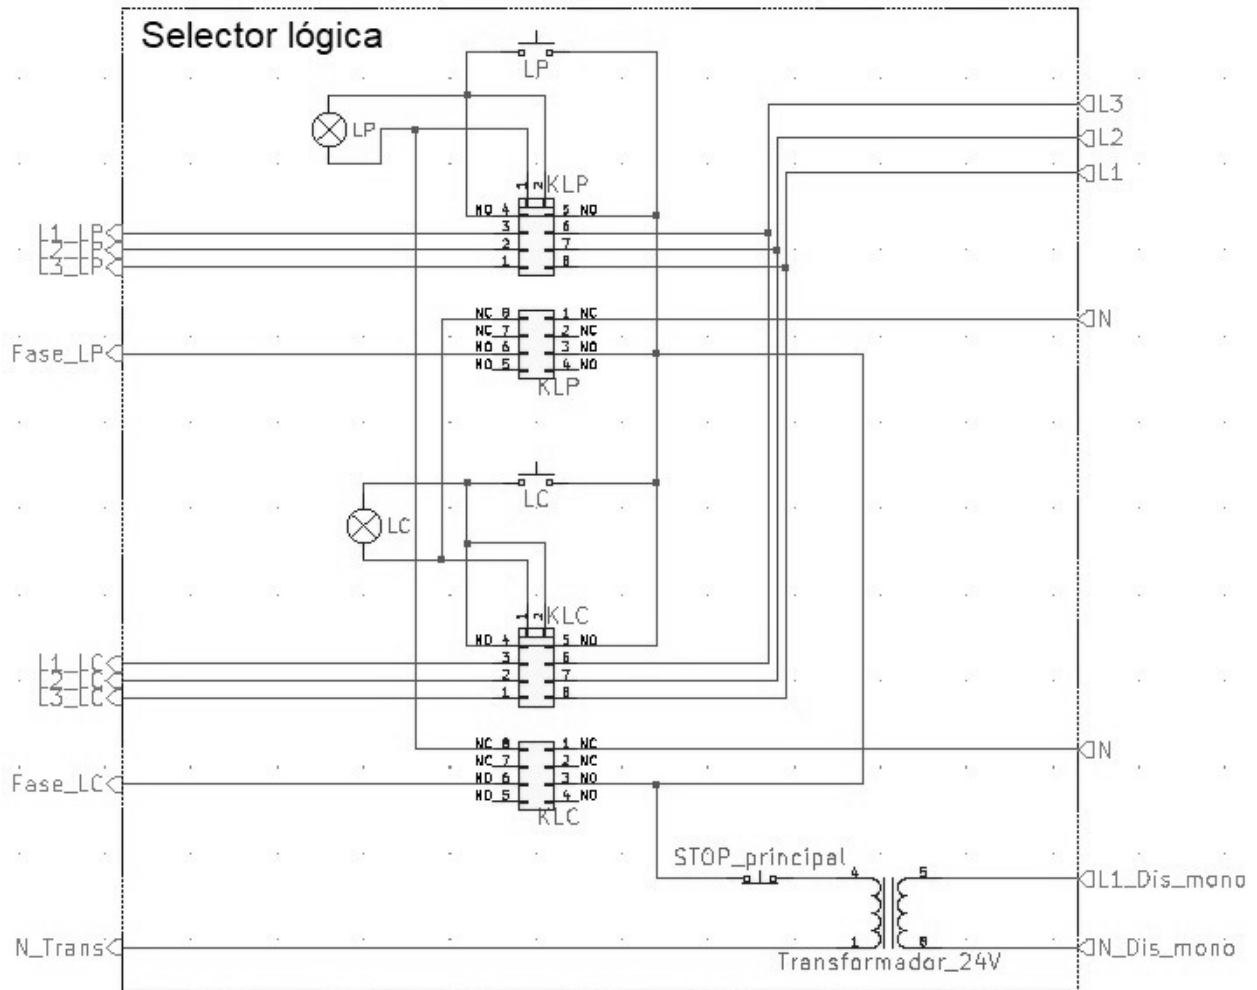 Selector lógica
LP
L3
LP
L2
L1
1 2 KLP
NO 4 5 NO
L1_LP 3 6
L2_LP 2 7
L3_LP 1 8
NC 8 1 NC N
NC 7 2 NC
Fase_LP NO 6 3 NO
NO 5 4 NO
KLP
LC
LC
1 2 KLC
NO 4 5 NO
L1_LC 3 6
L2_LC 2 7
L3_LC 1 8
NC 8 1 NC N
NC 7 2 NC
Fase_LC NO 6 3 NO
NO 5 4 NO
KLC
STOP_principal 4 5 L1_Dis_mono
N_Trans 1 8 N_Dis_mono
Transformador_24V